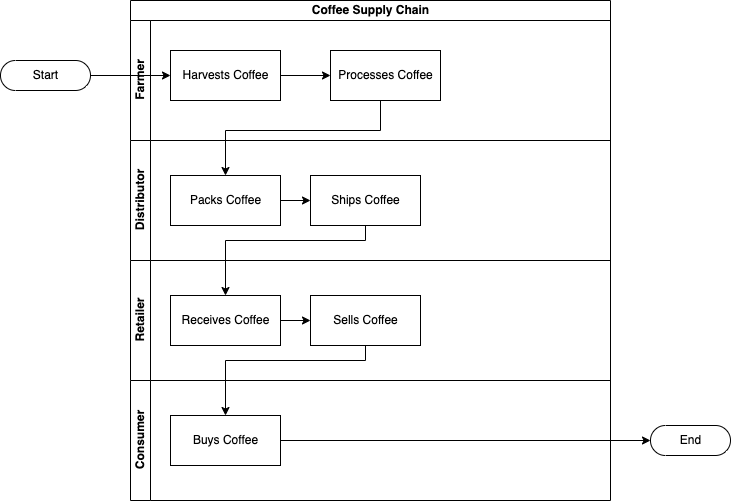 Coffee Supply Chain
Farmer
Start
Harvests Coffee
Processes Coffee
Distributor
Packs Coffee
Ships Coffee
Retailer
Receives Coffee
Sells Coffee
Consumer
Buys Coffee
End